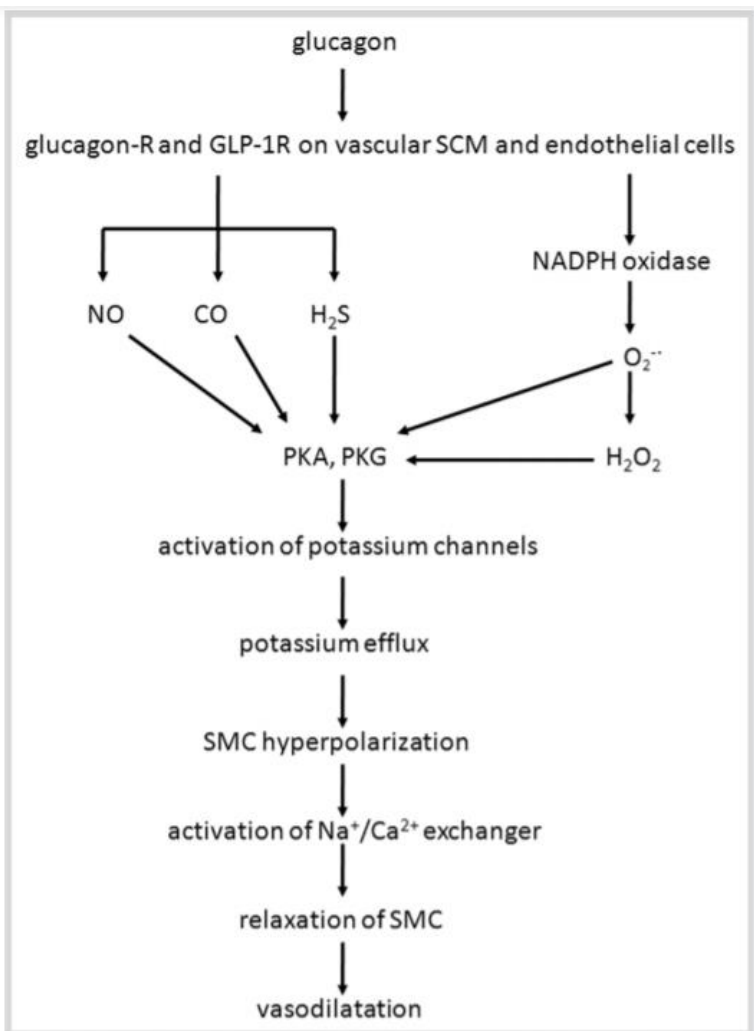 glucagon
glucagon-R and GLP-1R on vascular SCM and endothelial cells
NADPH oxidase
NO CO H₂S
O₂⁻·
PKA, PKG H₂O₂
activation of potassium channels
potassium efflux
SMC hyperpolarization
activation of Na⁺/Ca²⁺ exchanger
relaxation of SMC
vasodilatation